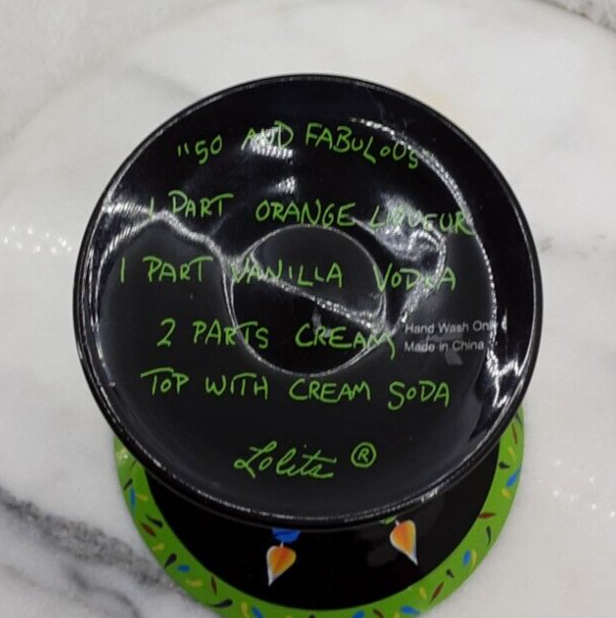 "50 AND FABULOUS"
1 PART ORANGE LIQUEUR
1 PART VANILLA VODKA
2 PARTS CREAM
Hand Wash Only
Made in China
TOP WITH CREAM SODA
Lolita ®